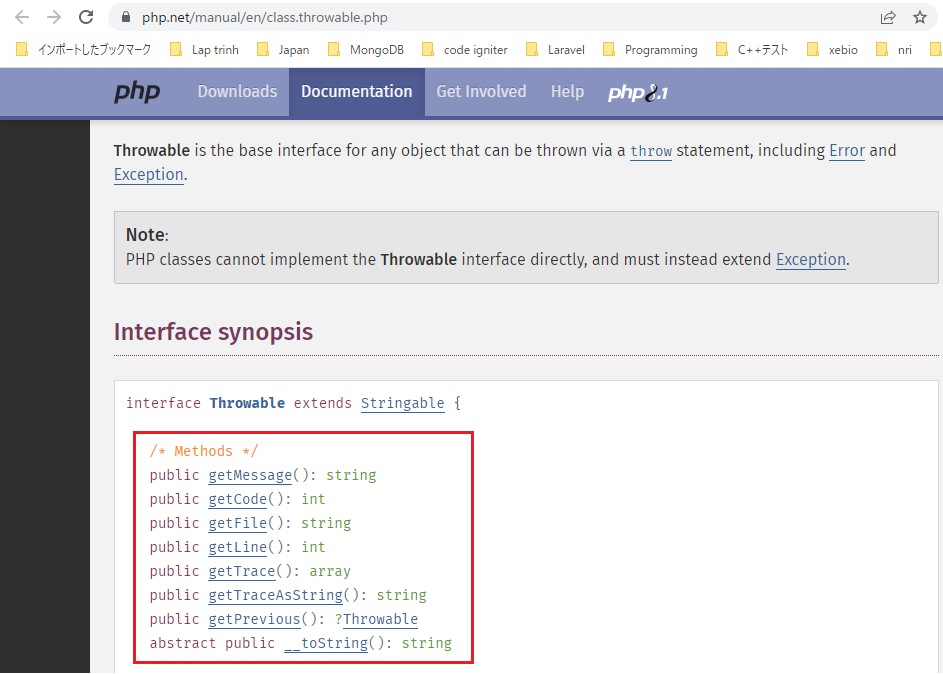 php.net/manual/en/class.throwable.php
インポートしたブックマーク Lap trinh Japan MongoDB code igniter Laravel Programming C++テスト xebio nri
php Downloads Documentation Get Involved Help php8.1
Throwable is the base interface for any object that can be thrown via a throw statement, including Error and
Exception.
Note:
PHP classes cannot implement the Throwable interface directly, and must instead extend Exception.
Interface synopsis
interface Throwable extends Stringable {
/* Methods */
public getMessage(): string
public getCode(): int
public getFile(): string
public getLine(): int
public getTrace(): array
public getTraceAsString(): string
public getPrevious(): ?Throwable
abstract public __toString(): string